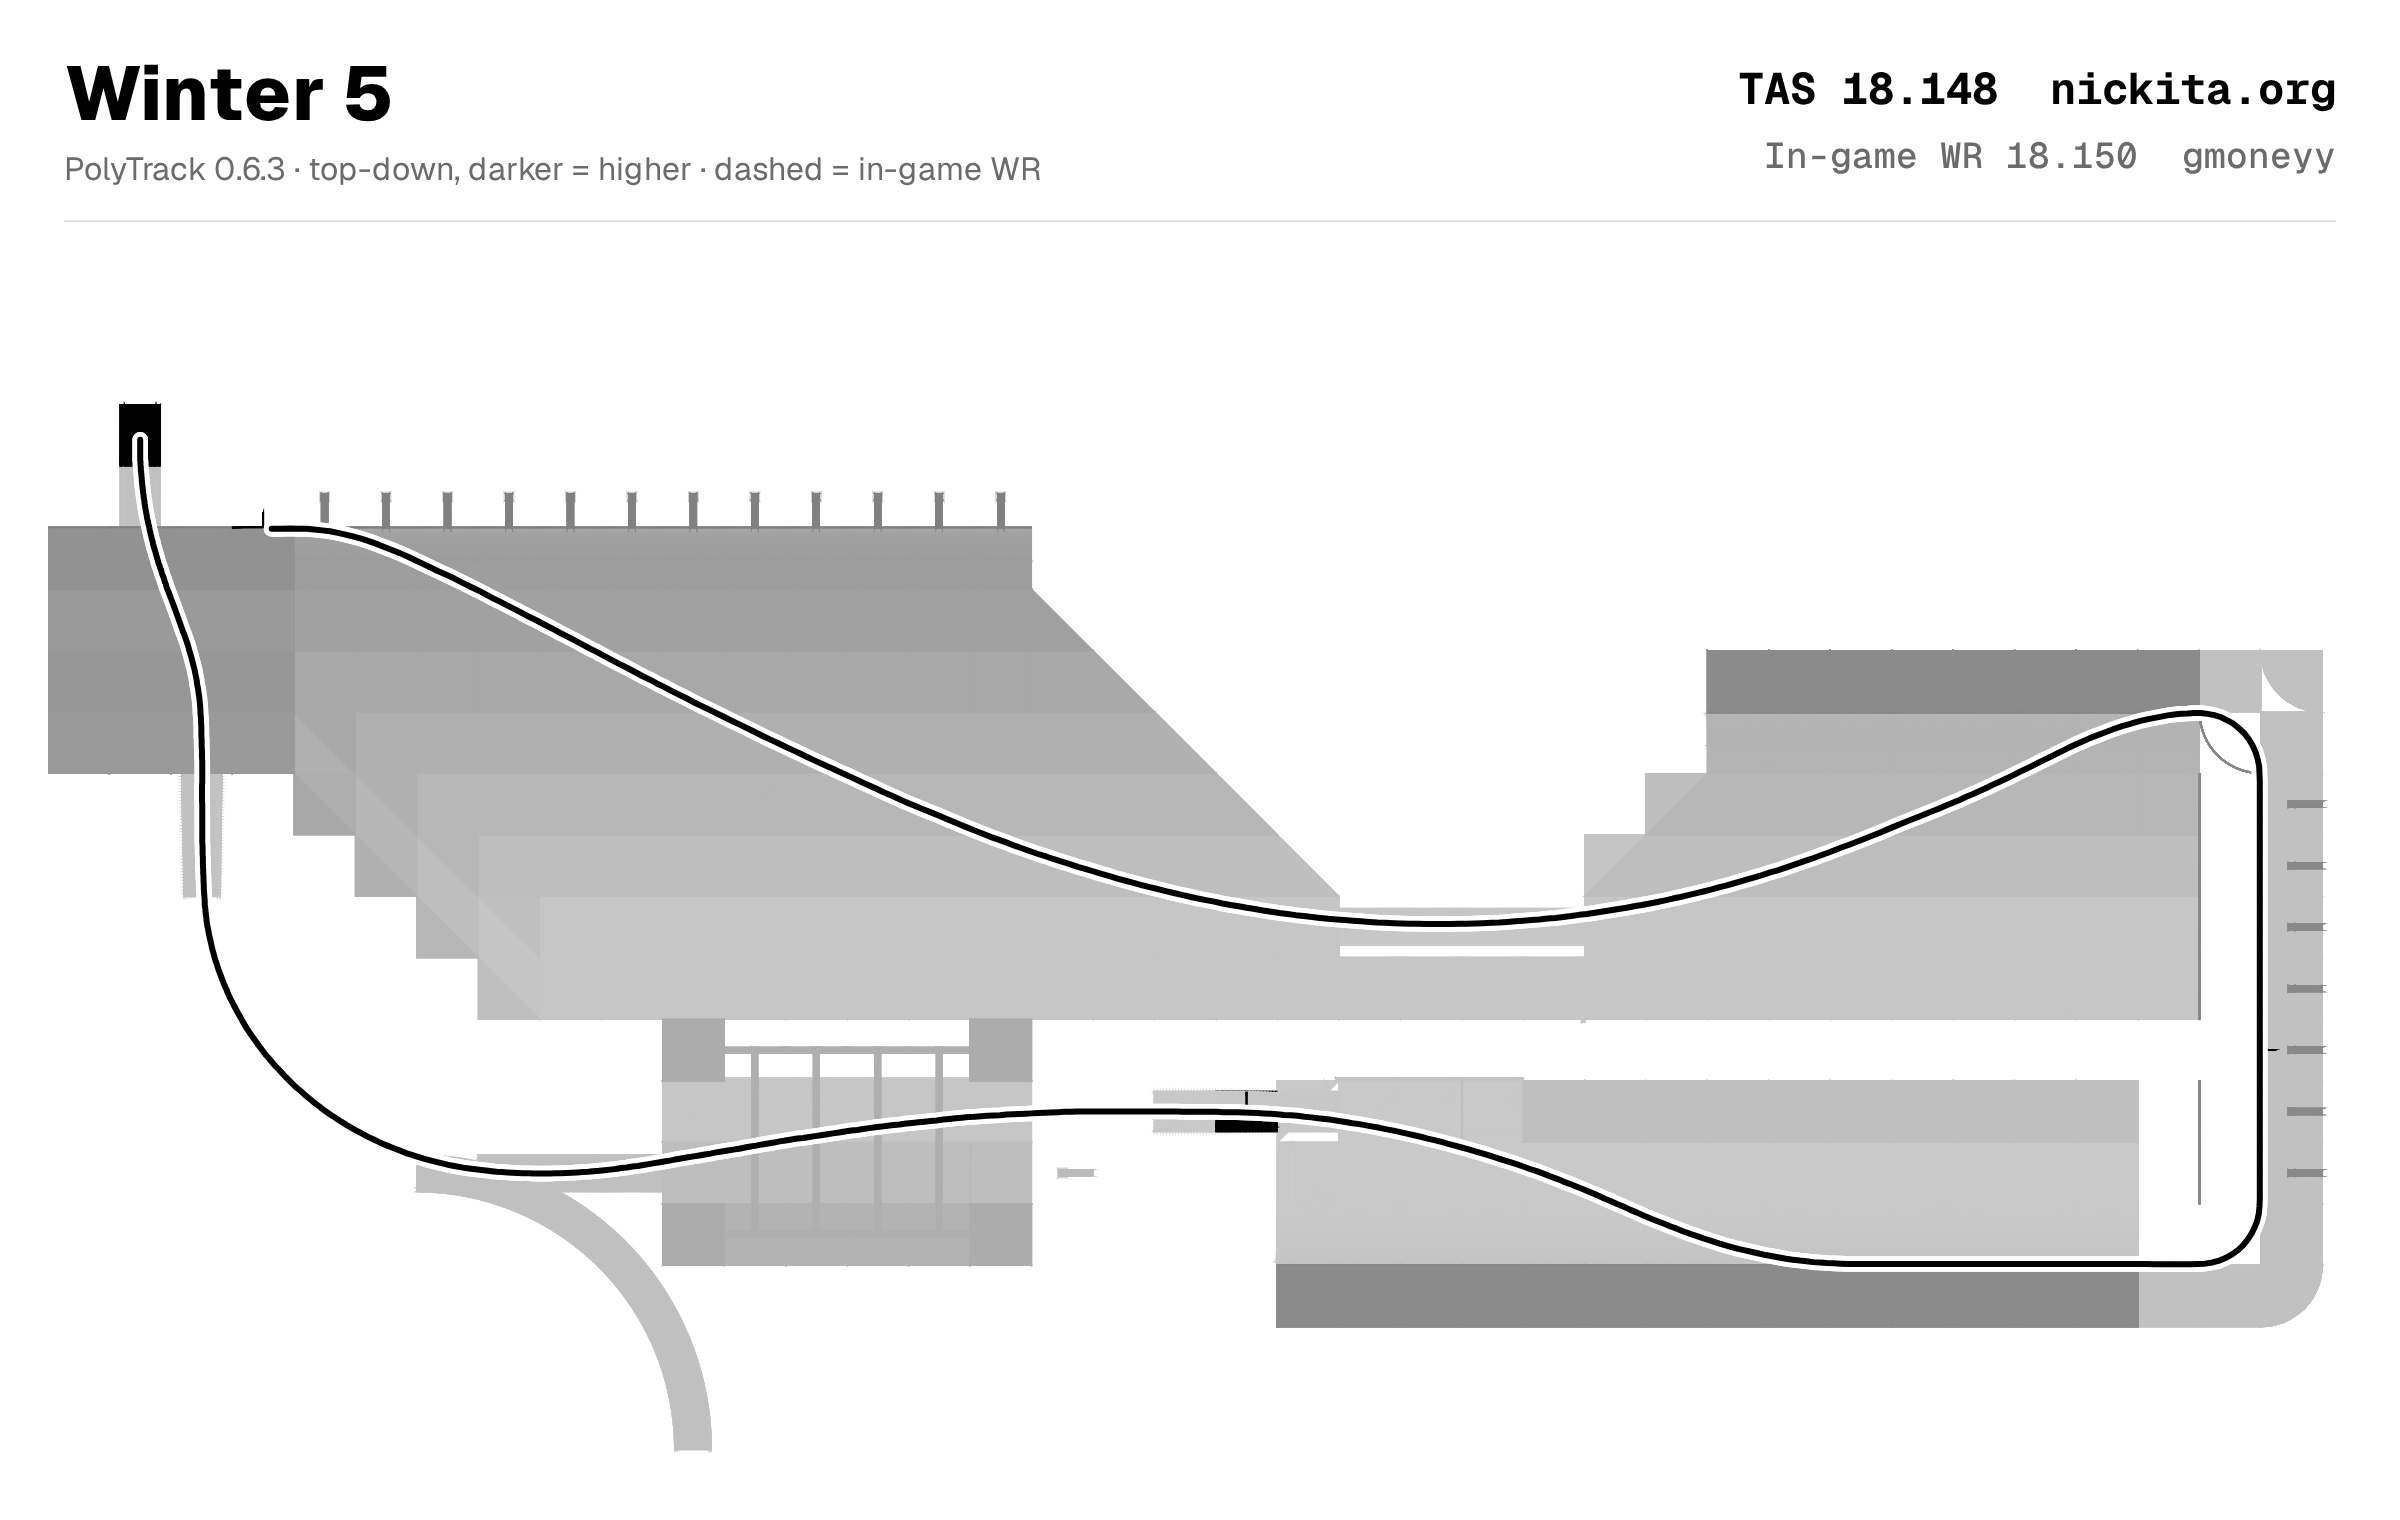 Winter 5
PolyTrack 0.6.3 · top-down, darker = higher · dashed = in-game WR
TAS 18.148 nickita.org
In-game WR 18.150 gmoneyy